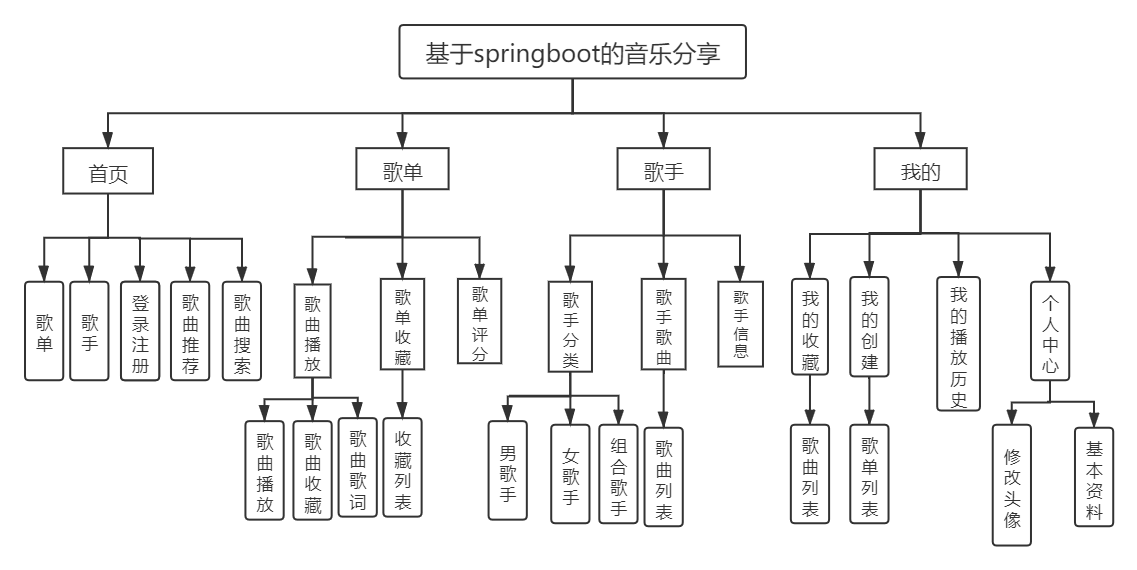 基于springboot的音乐分享
首页
歌单
歌手
我的
歌单
歌手
登录注册
歌曲推荐
歌曲搜索
歌曲播放
歌单收藏
歌单评分
歌手分类
歌手歌曲
歌手信息
我的收藏
我的创建
我的播放历史
个人中心
歌曲播放
歌曲收藏
歌曲歌词
收藏列表
男歌手
女歌手
组合歌手
歌曲列表
歌曲列表
歌单列表
修改头像
基本资料